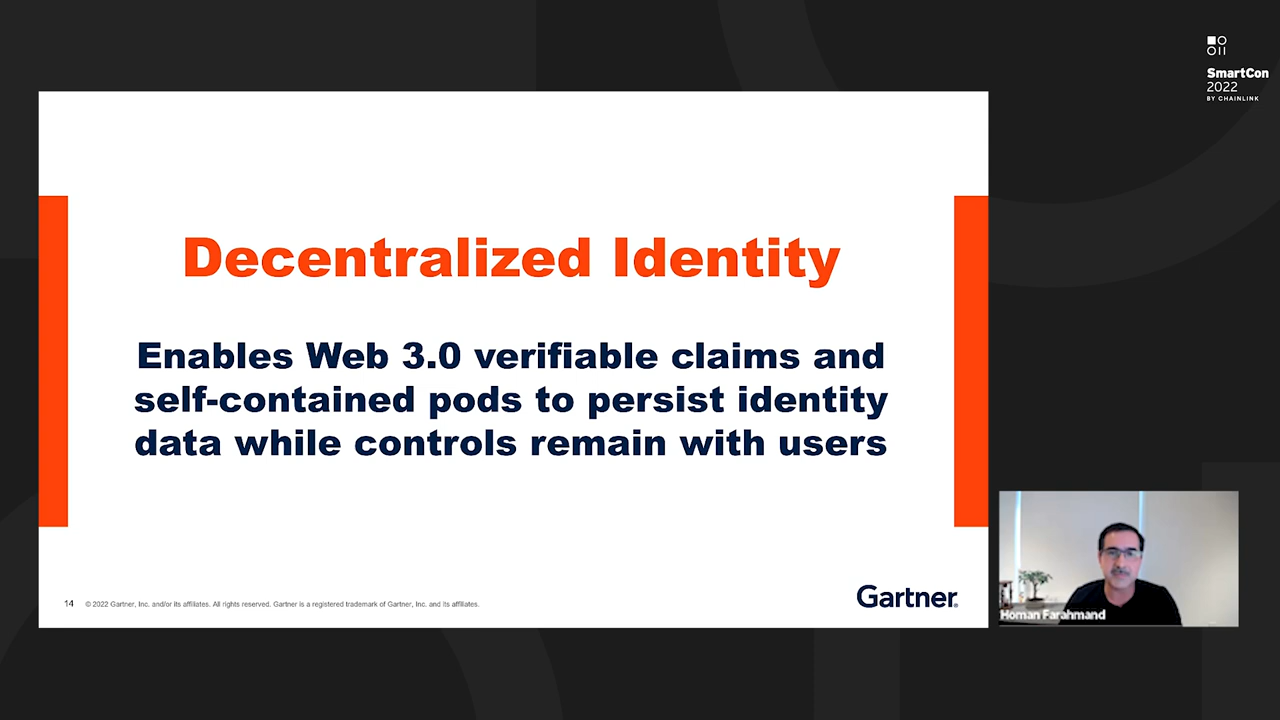 SmartCon
2022
BY CHAINLINK
Decentralized Identity
Enables Web 3.0 verifiable claims and
self-contained pods to persist identity
data while controls remain with users
14 © 2022 Gartner, Inc. and/or its affiliates. All rights reserved. Gartner is a registered trademark of Gartner, Inc. and its affiliates.
Gartner®
Homan Farahmand